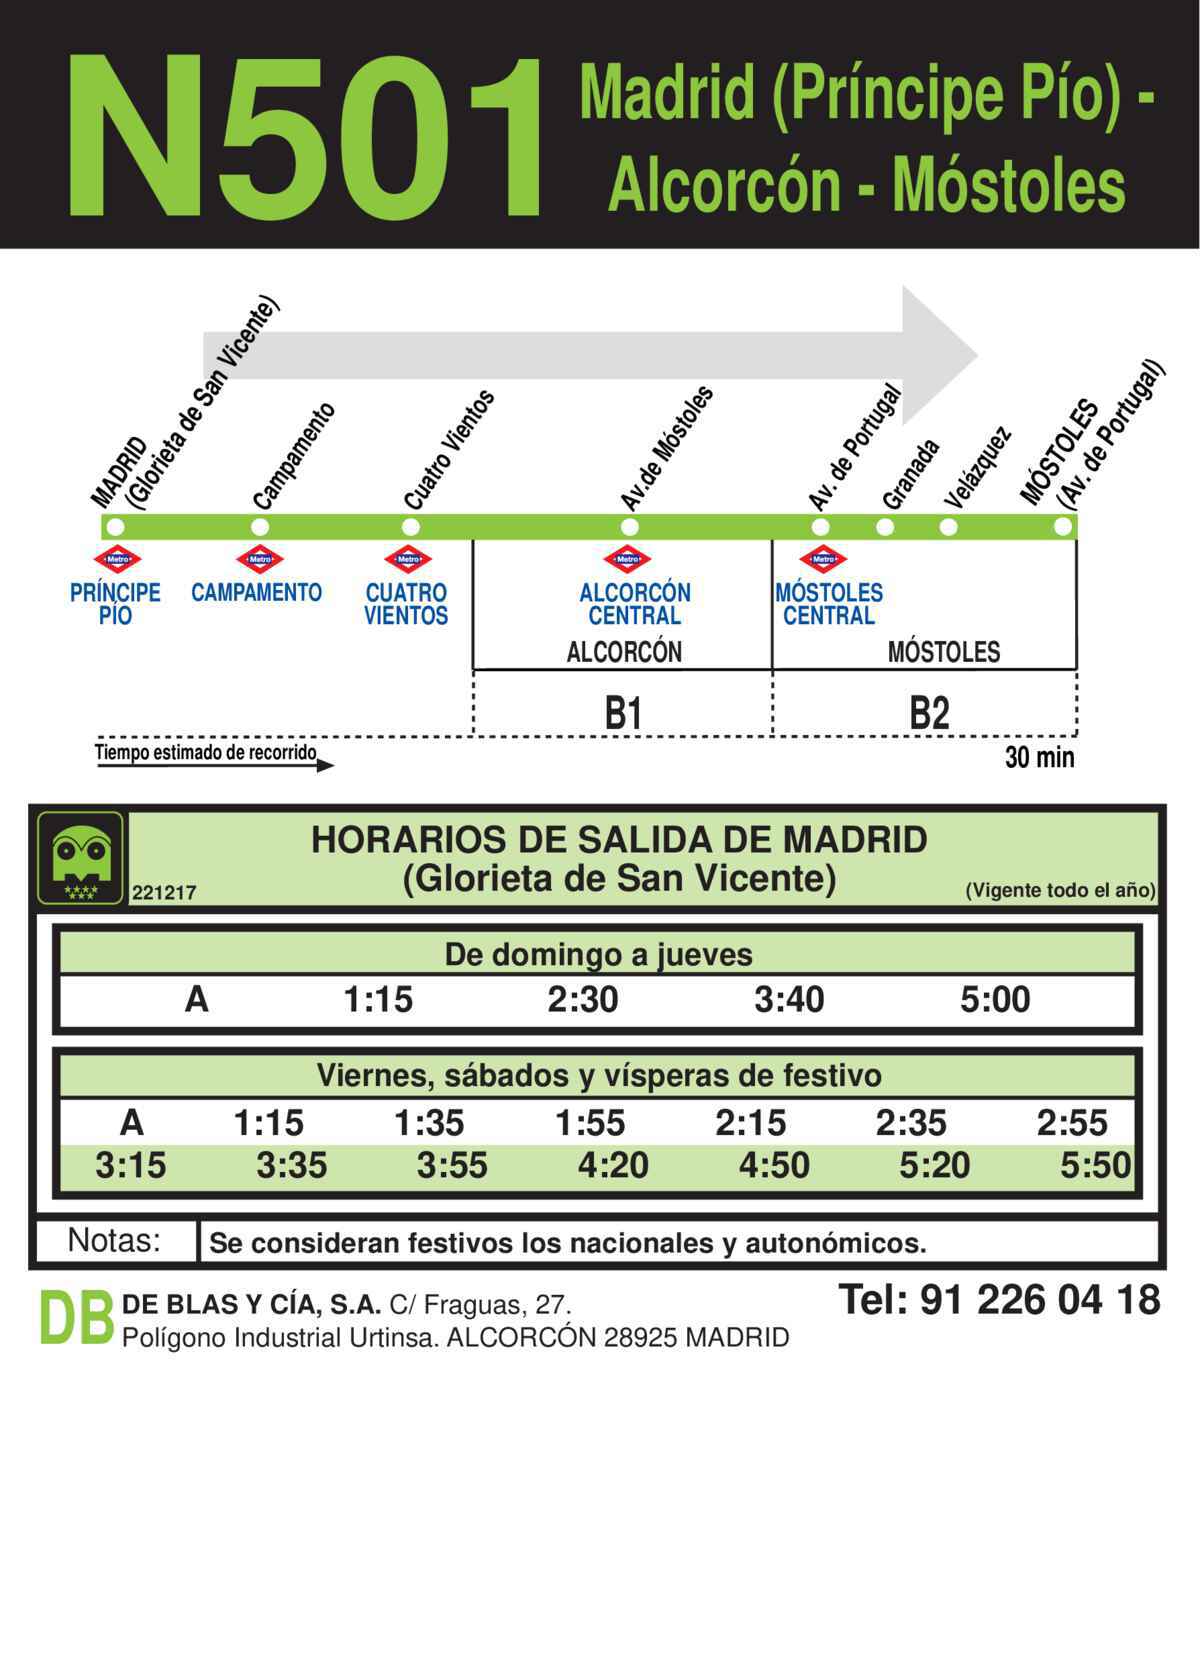 N501
Madrid (Príncipe Pío) -
Alcorcón - Móstoles
MADRID
(Glorieta de San Vicente)
Campamento
Cuatro Vientos
Av.de Móstoles
Av. de Portugal
Granada
Velázquez
MÓSTOLES
(Av. de Portugal)
Metro Metro Metro Metro Metro
PRÍNCIPE
PÍO
CAMPAMENTO
CUATRO
VIENTOS
ALCORCÓN
CENTRAL
MÓSTOLES
CENTRAL
ALCORCÓN MÓSTOLES
B1 B2
Tiempo estimado de recorrido 30 min
HORARIOS DE SALIDA DE MADRID
(Glorieta de San Vicente)
221217 (Vigente todo el año)
De domingo a jueves
A 1:15 2:30 3:40 5:00
Viernes, sábados y vísperas de festivo
A 1:15 1:35 1:55 2:15 2:35 2:55
3:15 3:35 3:55 4:20 4:50 5:20 5:50
Notas: Se consideran festivos los nacionales y autonómicos.
DB DE BLAS Y CÍA, S.A. C/ Fraguas, 27.
Polígono Industrial Urtinsa. ALCORCÓN 28925 MADRID
Tel: 91 226 04 18